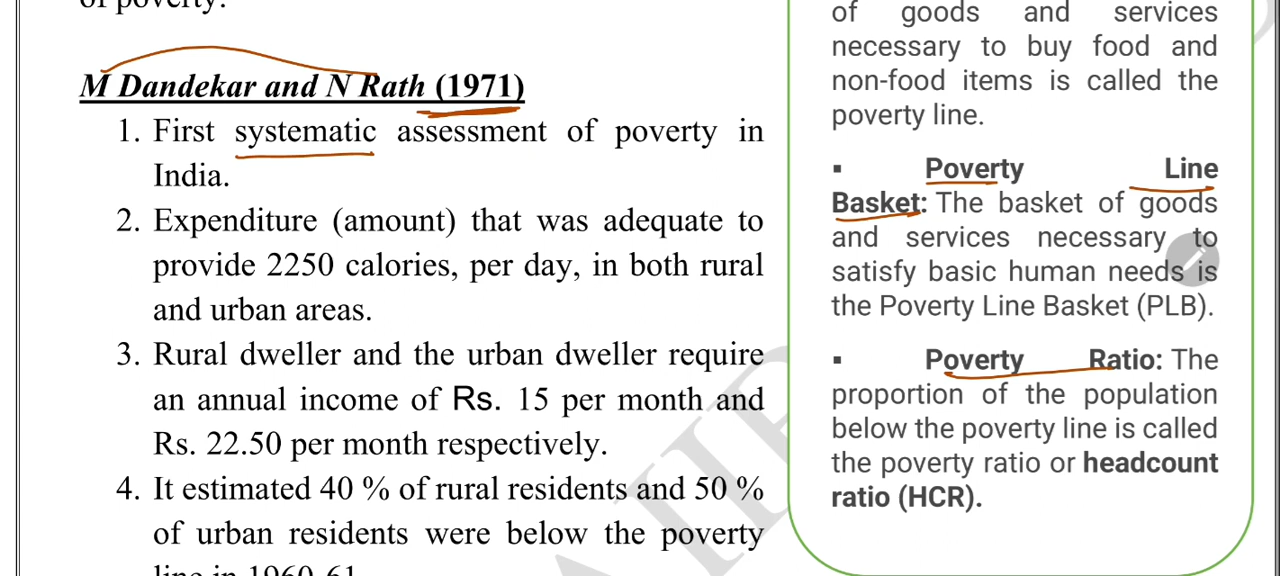 of poverty.
M Dandekar and N Rath (1971)
1. First systematic assessment of poverty in
India.
2. Expenditure (amount) that was adequate to
provide 2250 calories, per day, in both rural
and urban areas.
3. Rural dweller and the urban dweller require
an annual income of Rs. 15 per month and
Rs. 22.50 per month respectively.
4. It estimated 40 % of rural residents and 50 %
of urban residents were below the poverty
line in 1960-61
of goods and services
necessary to buy food and
non-food items is called the
poverty line.
▪ Poverty Line
Basket: The basket of goods
and services necessary to
satisfy basic human needs is
the Poverty Line Basket (PLB).
▪ Poverty Ratio: The
proportion of the population
below the poverty line is called
the poverty ratio or headcount
ratio (HCR).